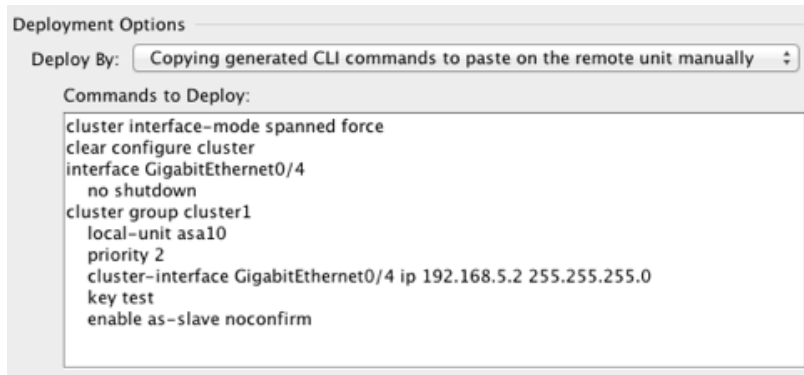 Deployment Options
Deploy By: Copying generated CLI commands to paste on the remote unit manually
Commands to Deploy:
cluster interface-mode spanned force
clear configure cluster
interface GigabitEthernet0/4
no shutdown
cluster group cluster1
local-unit asa10
priority 2
cluster-interface GigabitEthernet0/4 ip 192.168.5.2 255.255.255.0
key test
enable as-slave noconfirm